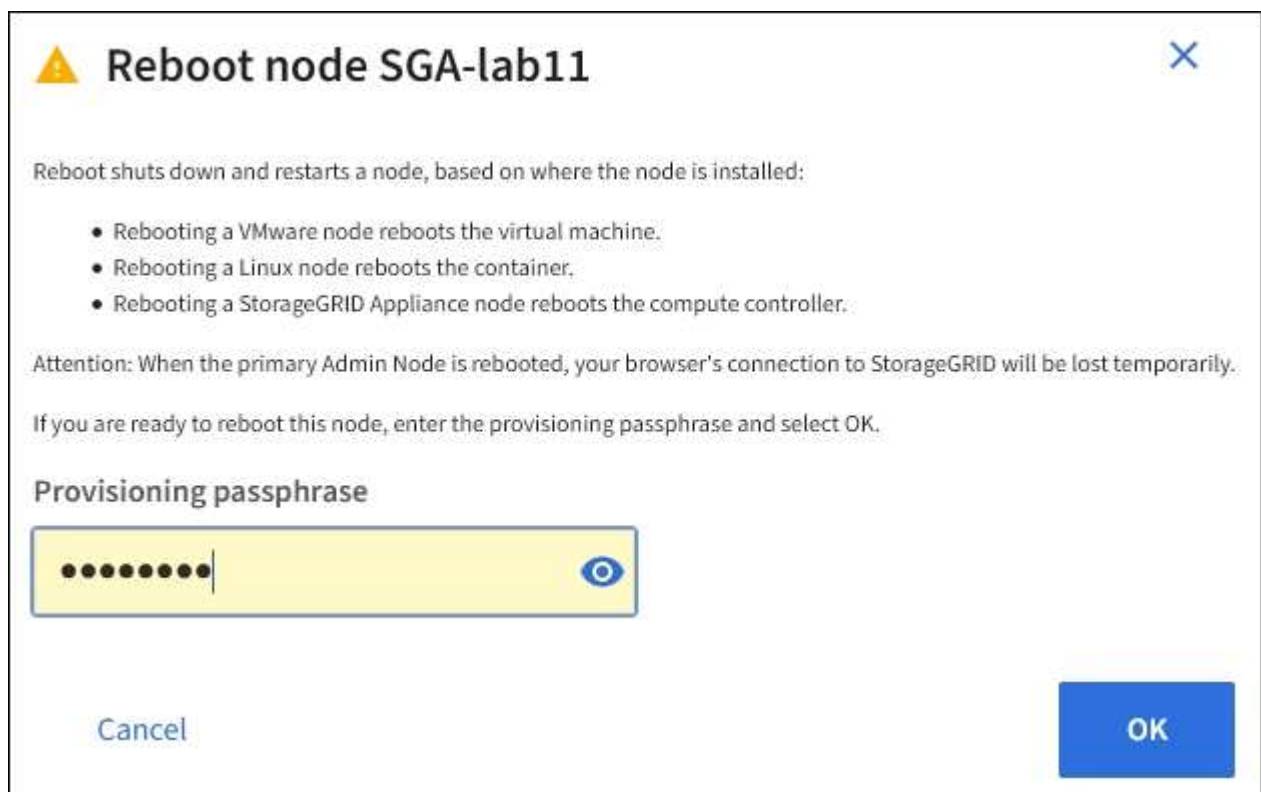 Reboot node SGA-lab11
Reboot shuts down and restarts a node, based on where the node is installed:
• Rebooting a VMware node reboots the virtual machine.
• Rebooting a Linux node reboots the container.
• Rebooting a StorageGRID Appliance node reboots the compute controller.
Attention: When the primary Admin Node is rebooted, your browser's connection to StorageGRID will be lost temporarily.
If you are ready to reboot this node, enter the provisioning passphrase and select OK.
Provisioning passphrase
••••••••
Cancel
OK